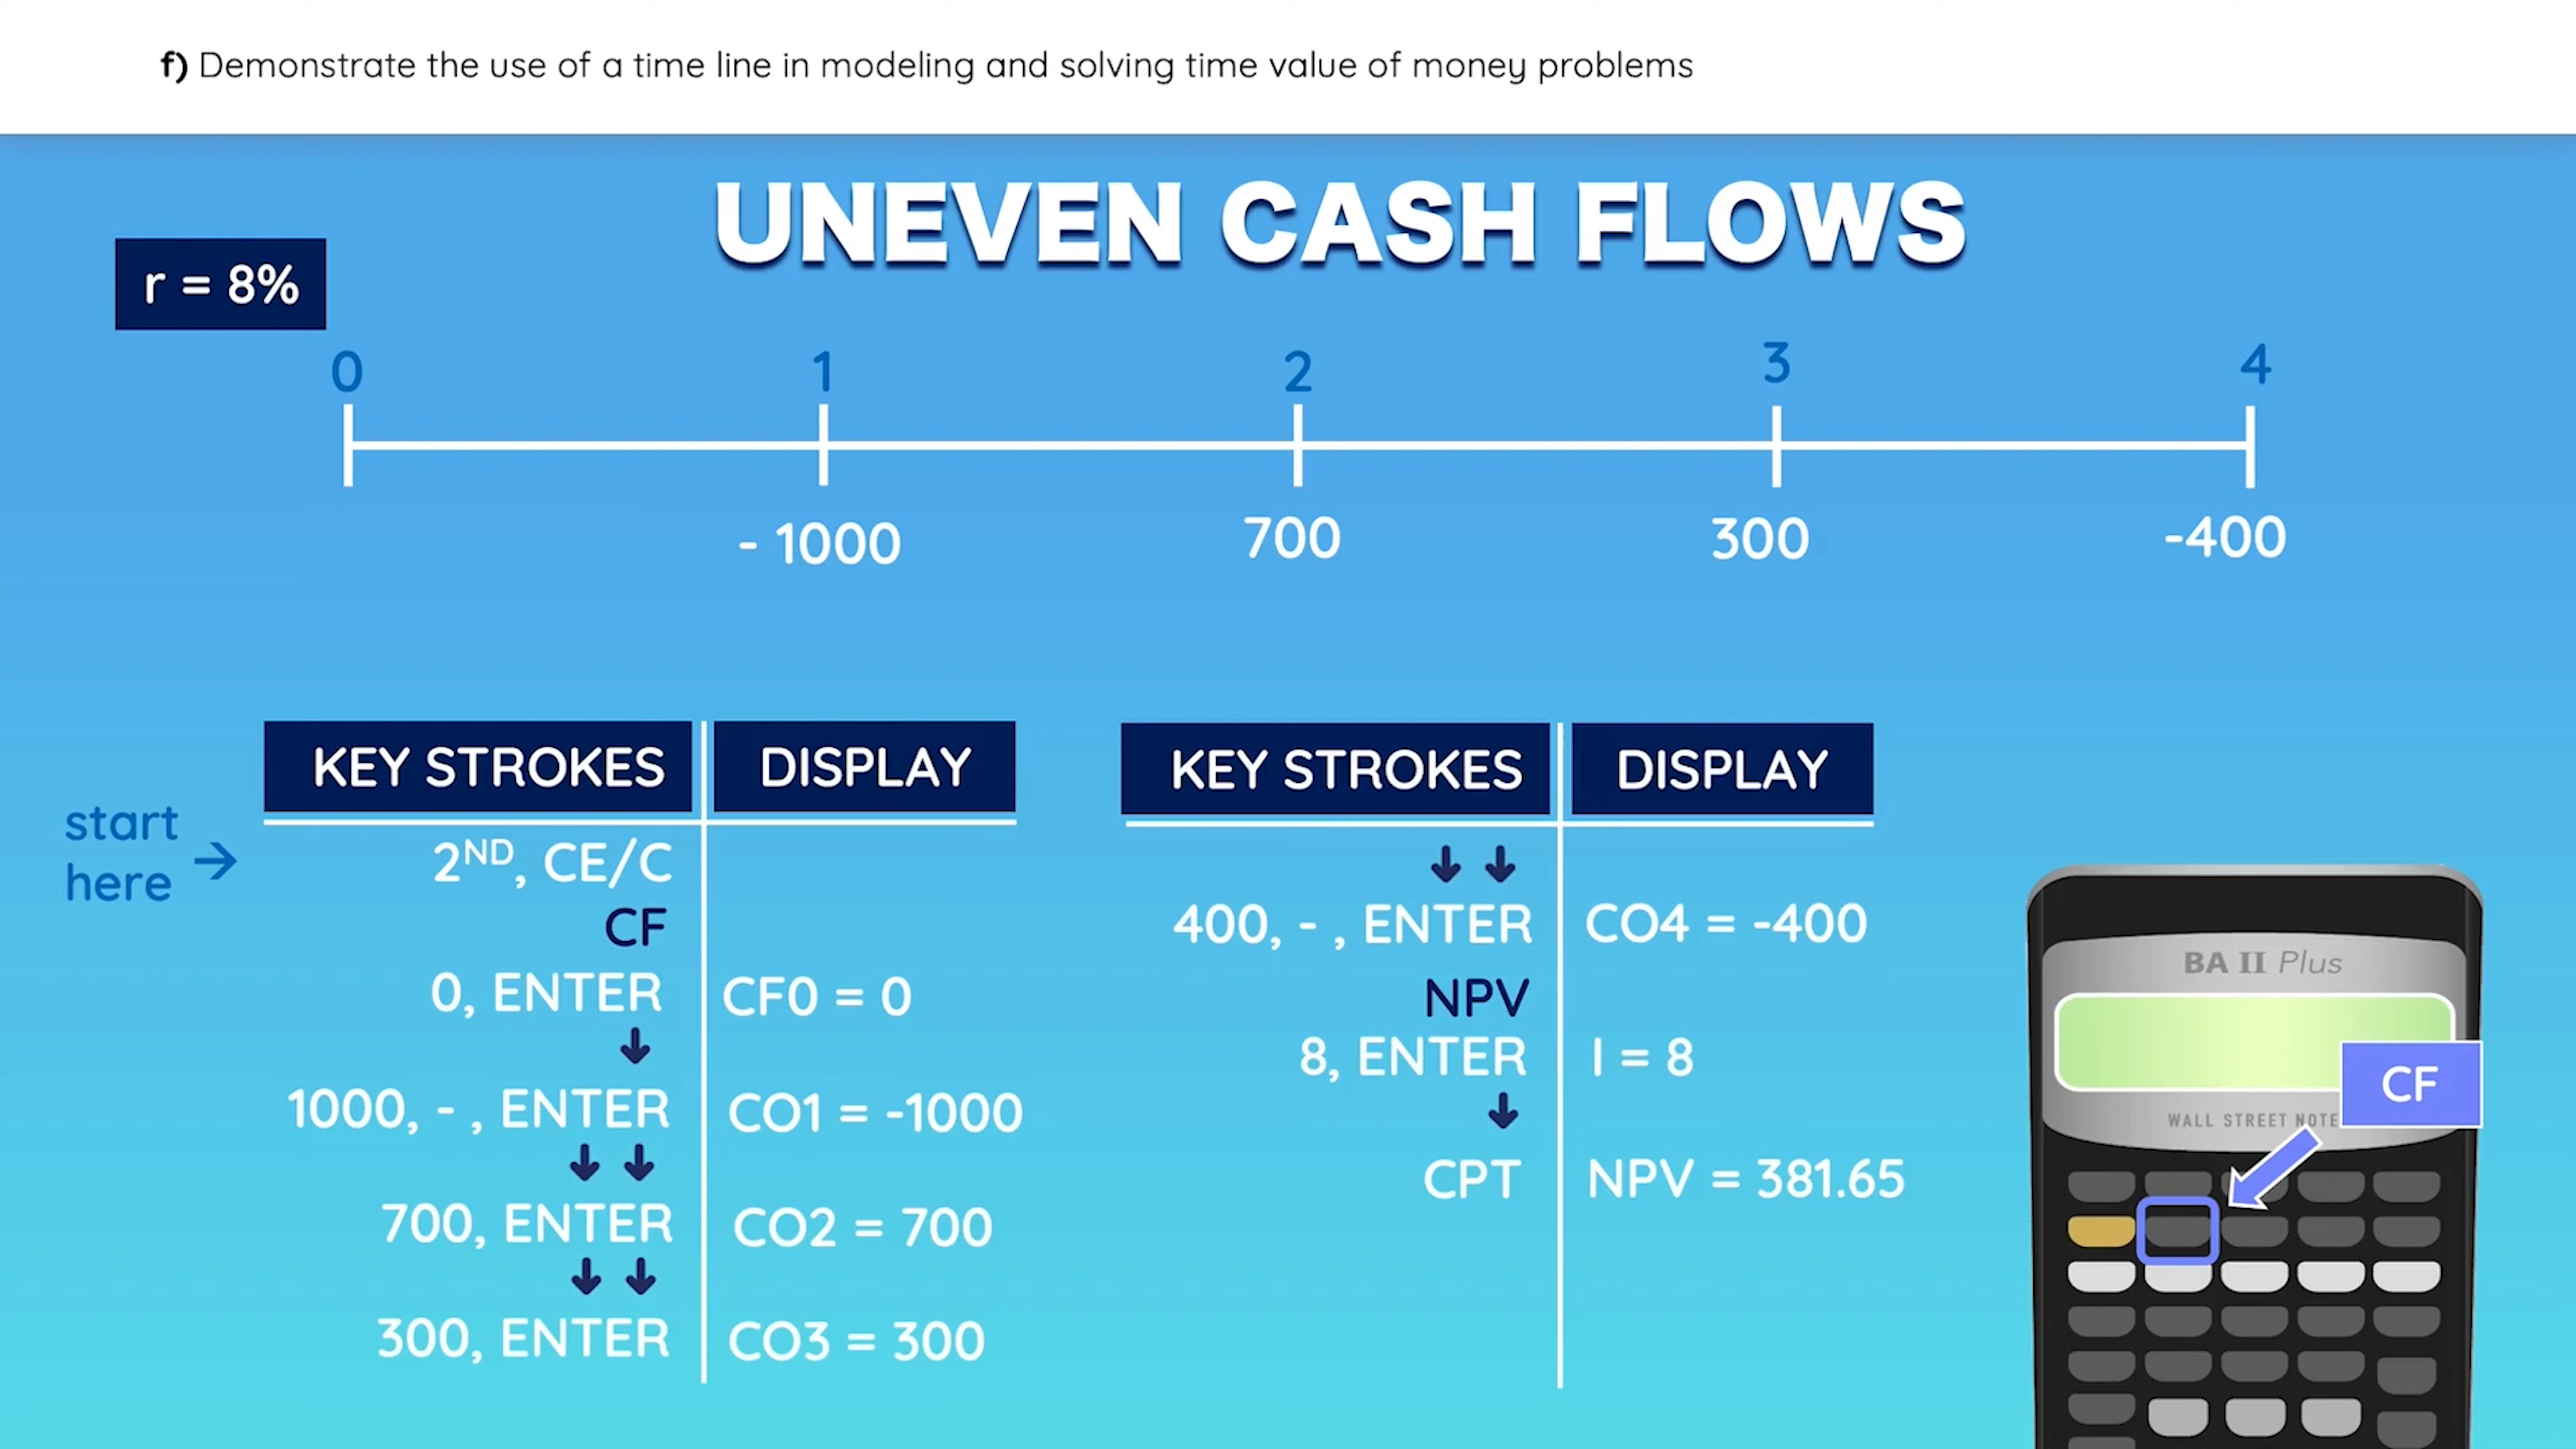 f) Demonstrate the use of a time line in modeling and solving time value of money problems
UNEVEN CASH FLOWS
r = 8%
0 1 2 3 4
- 1000 700 300 -400
start
here →
KEY STROKES DISPLAY
2ND, CE/C
CF
0, ENTER CF0 = 0
↓
1000, - , ENTER CO1 = -1000
↓ ↓
700, ENTER CO2 = 700
↓ ↓
300, ENTER CO3 = 300
KEY STROKES DISPLAY
↓ ↓
400, - , ENTER CO4 = -400
NPV
8, ENTER I = 8
↓
CPT NPV = 381.65
BA II Plus
CF
WALL STREET NOTE